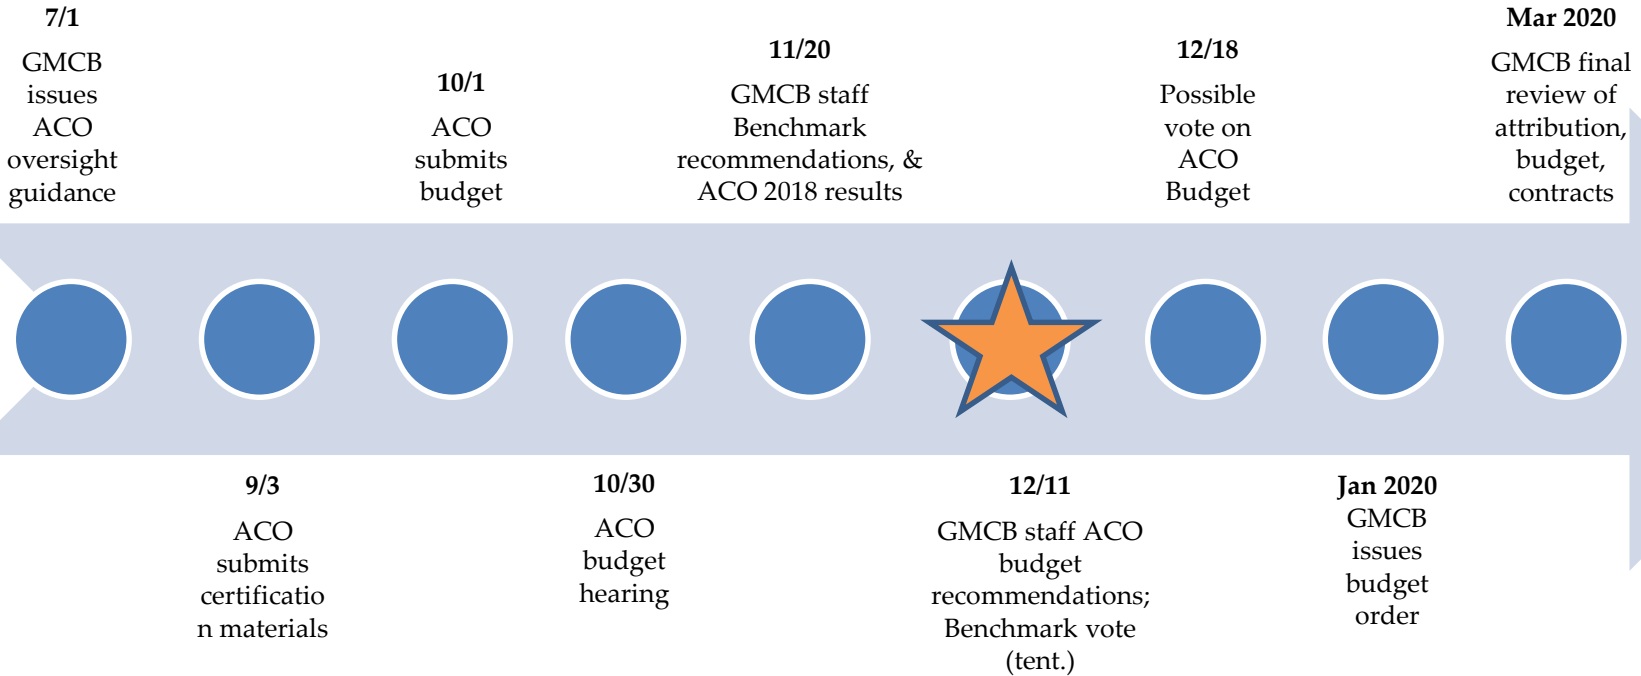 7/1
GMCB
issues
ACO
oversight
guidance
10/1
ACO
submits
budget
11/20
GMCB staff
Benchmark
recommendations, &
ACO 2018 results
12/18
Possible
vote on
ACO
Budget
Mar 2020
GMCB final
review of
attribution,
budget,
contracts
9/3
ACO
submits
certificatio
n materials
10/30
ACO
budget
hearing
12/11
GMCB staff ACO
budget
recommendations;
Benchmark vote
(tent.)
Jan 2020
GMCB
issues
budget
order